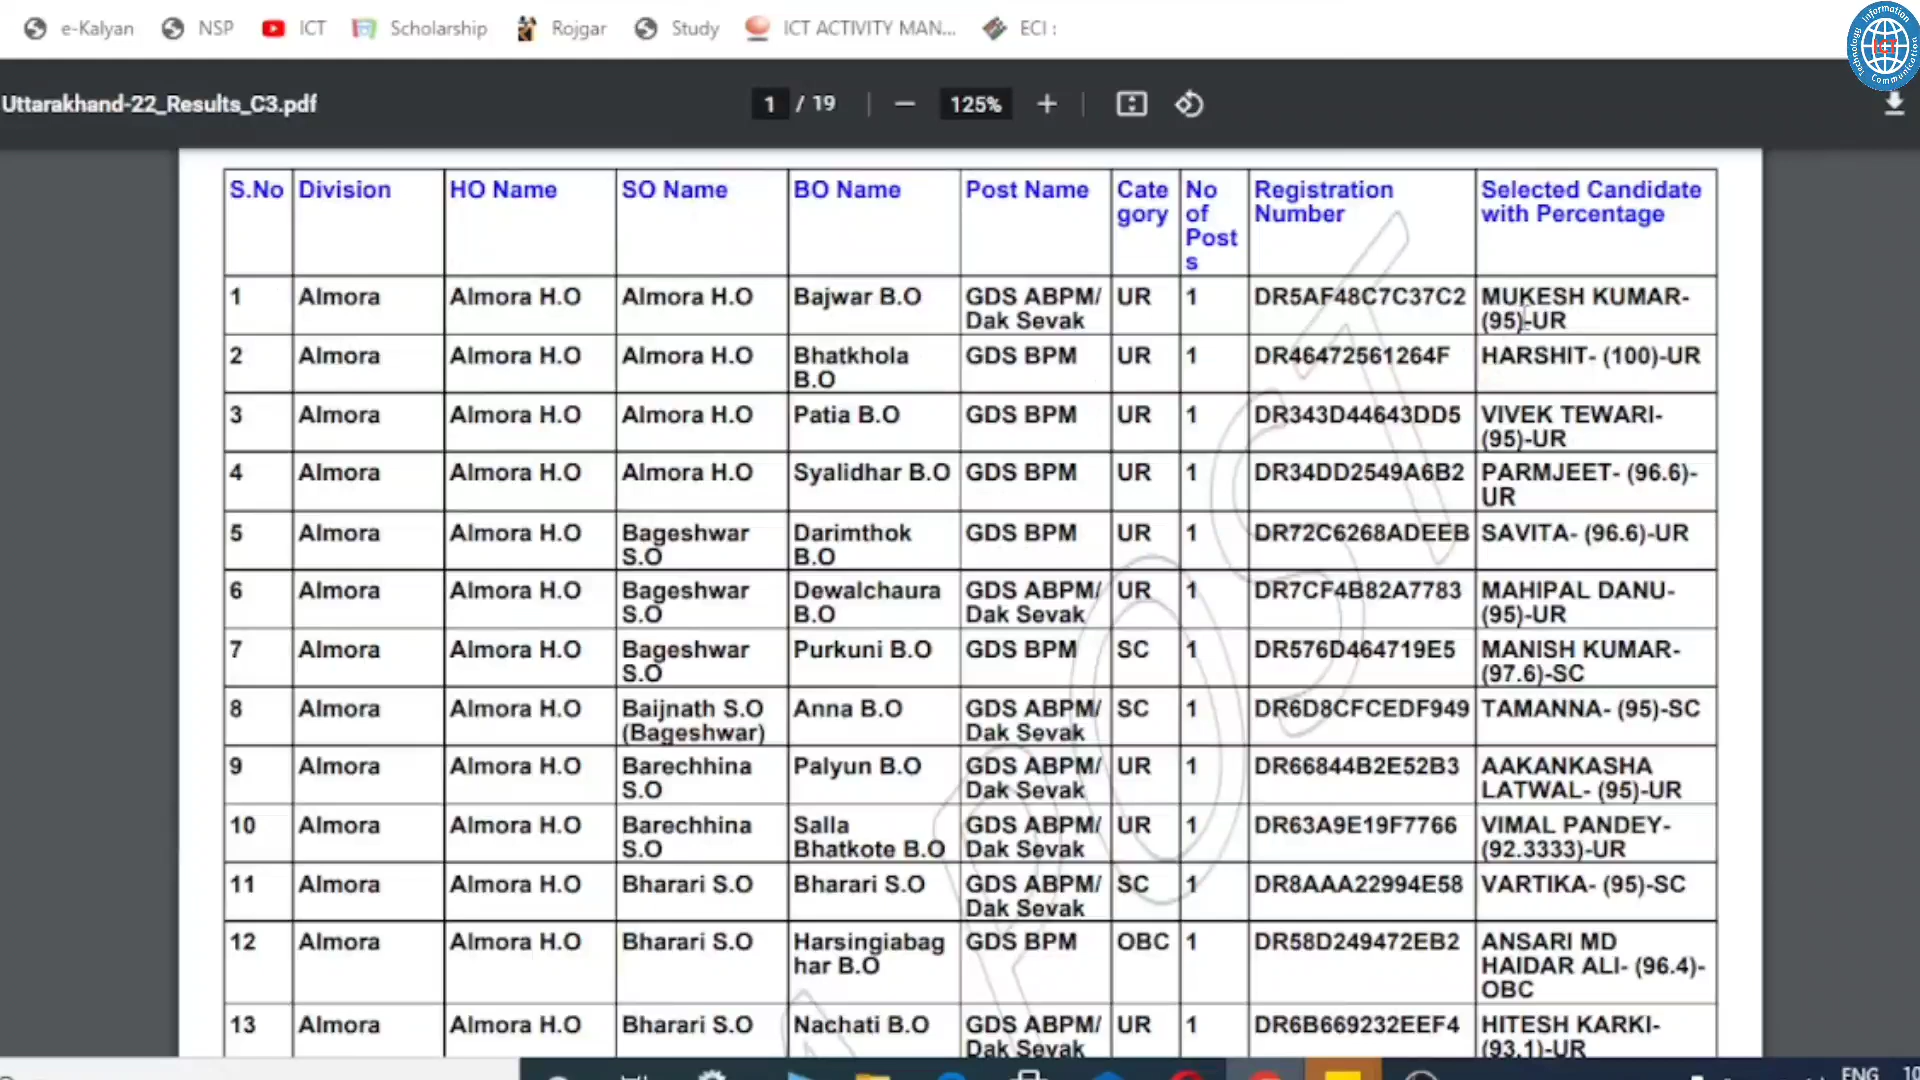 e-Kalyan NSP ICT Scholarship Rojgar Study ICT ACTIVITY MAN... ECI :
Information Communication Technology
ICT
Uttarakhand-22_Results_C3.pdf 1 / 19 125%
S.No Division HO Name SO Name BO Name Post Name Cate No Registration Selected Candidate
gory of Number with Percentage
Post
s
1 Almora Almora H.O Almora H.O Bajwar B.O GDS ABPM/ UR 1 DR5AF48C7C37C2 MUKESH KUMAR-
Dak Sevak (95)-UR
2 Almora Almora H.O Almora H.O Bhatkhola GDS BPM UR 1 DR46472561264F HARSHIT- (100)-UR
B.O
3 Almora Almora H.O Almora H.O Patia B.O GDS BPM UR 1 DR343D44643DD5 VIVEK TEWARI-
(95)-UR
4 Almora Almora H.O Almora H.O Syalidhar B.O GDS BPM UR 1 DR34DD2549A6B2 PARMJEET- (96.6)-
UR
5 Almora Almora H.O Bageshwar Darimthok GDS BPM UR 1 DR72C6268ADEEB SAVITA- (96.6)-UR
S.O B.O
6 Almora Almora H.O Bageshwar Dewalchaura GDS ABPM/ UR 1 DR7CF4B82A7783 MAHIPAL DANU-
S.O B.O Dak Sevak (95)-UR
7 Almora Almora H.O Bageshwar Purkuni B.O GDS BPM SC 1 DR576D464719E5 MANISH KUMAR-
S.O (97.6)-SC
8 Almora Almora H.O Baijnath S.O Anna B.O GDS ABPM/ SC 1 DR6D8CFCEDF949 TAMANNA- (95)-SC
(Bageshwar) Dak Sevak
9 Almora Almora H.O Barechhina Palyun B.O GDS ABPM/ UR 1 DR66844B2E52B3 AAKANKASHA
S.O Dak Sevak LATWAL- (95)-UR
10 Almora Almora H.O Barechhina Salla GDS ABPM/ UR 1 DR63A9E19F7766 VIMAL PANDEY-
S.O Bhatkote B.O Dak Sevak (92.3333)-UR
11 Almora Almora H.O Bharari S.O Bharari S.O GDS ABPM/ SC 1 DR8AAA22994E58 VARTIKA- (95)-SC
Dak Sevak
12 Almora Almora H.O Bharari S.O Harsingiabag GDS BPM OBC 1 DR58D249472EB2 ANSARI MD
har B.O HAIDAR ALI- (96.4)-
OBC
13 Almora Almora H.O Bharari S.O Nachati B.O GDS ABPM/ UR 1 DR6B669232EEF4 HITESH KARKI-
Dak Sevak (93.1)-UR
POST
ENG 10